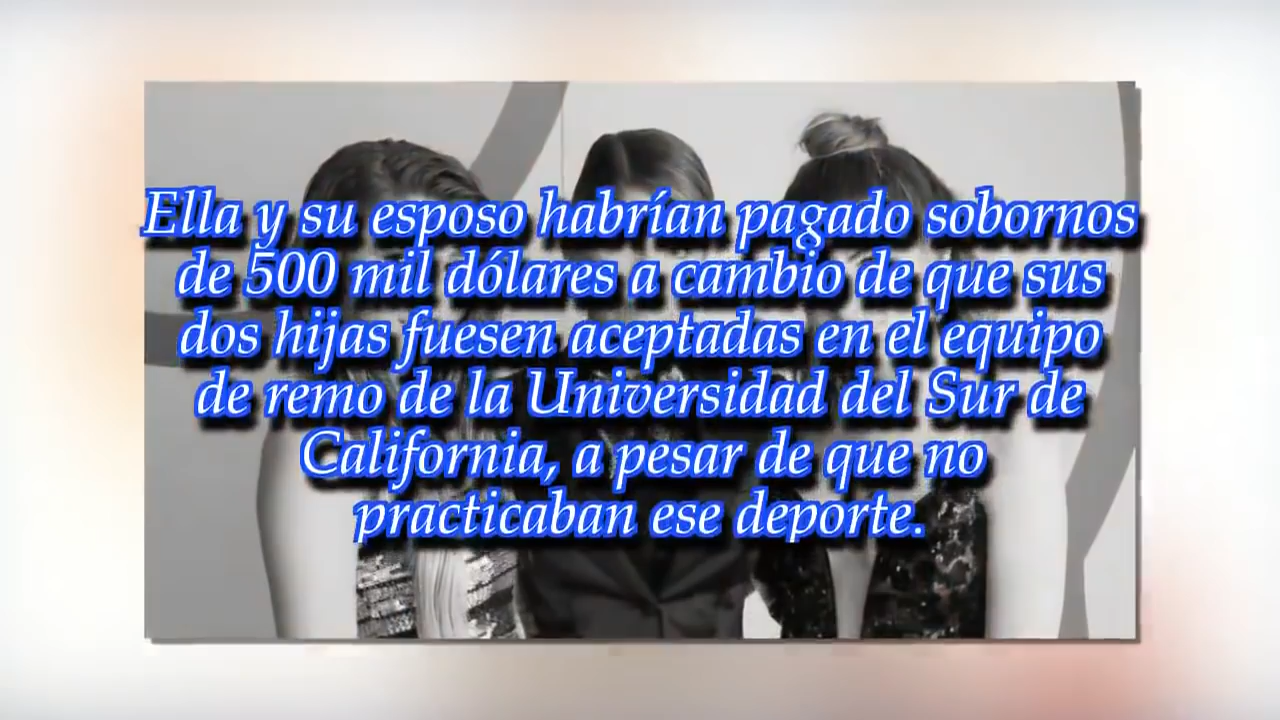 Ella y su esposo habrían pagado sobornos
de 500 mil dólares a cambio de que sus
dos hijas fuesen aceptadas en el equipo
de remo de la Universidad del Sur de
California, a pesar de que no
practicaban ese deporte.